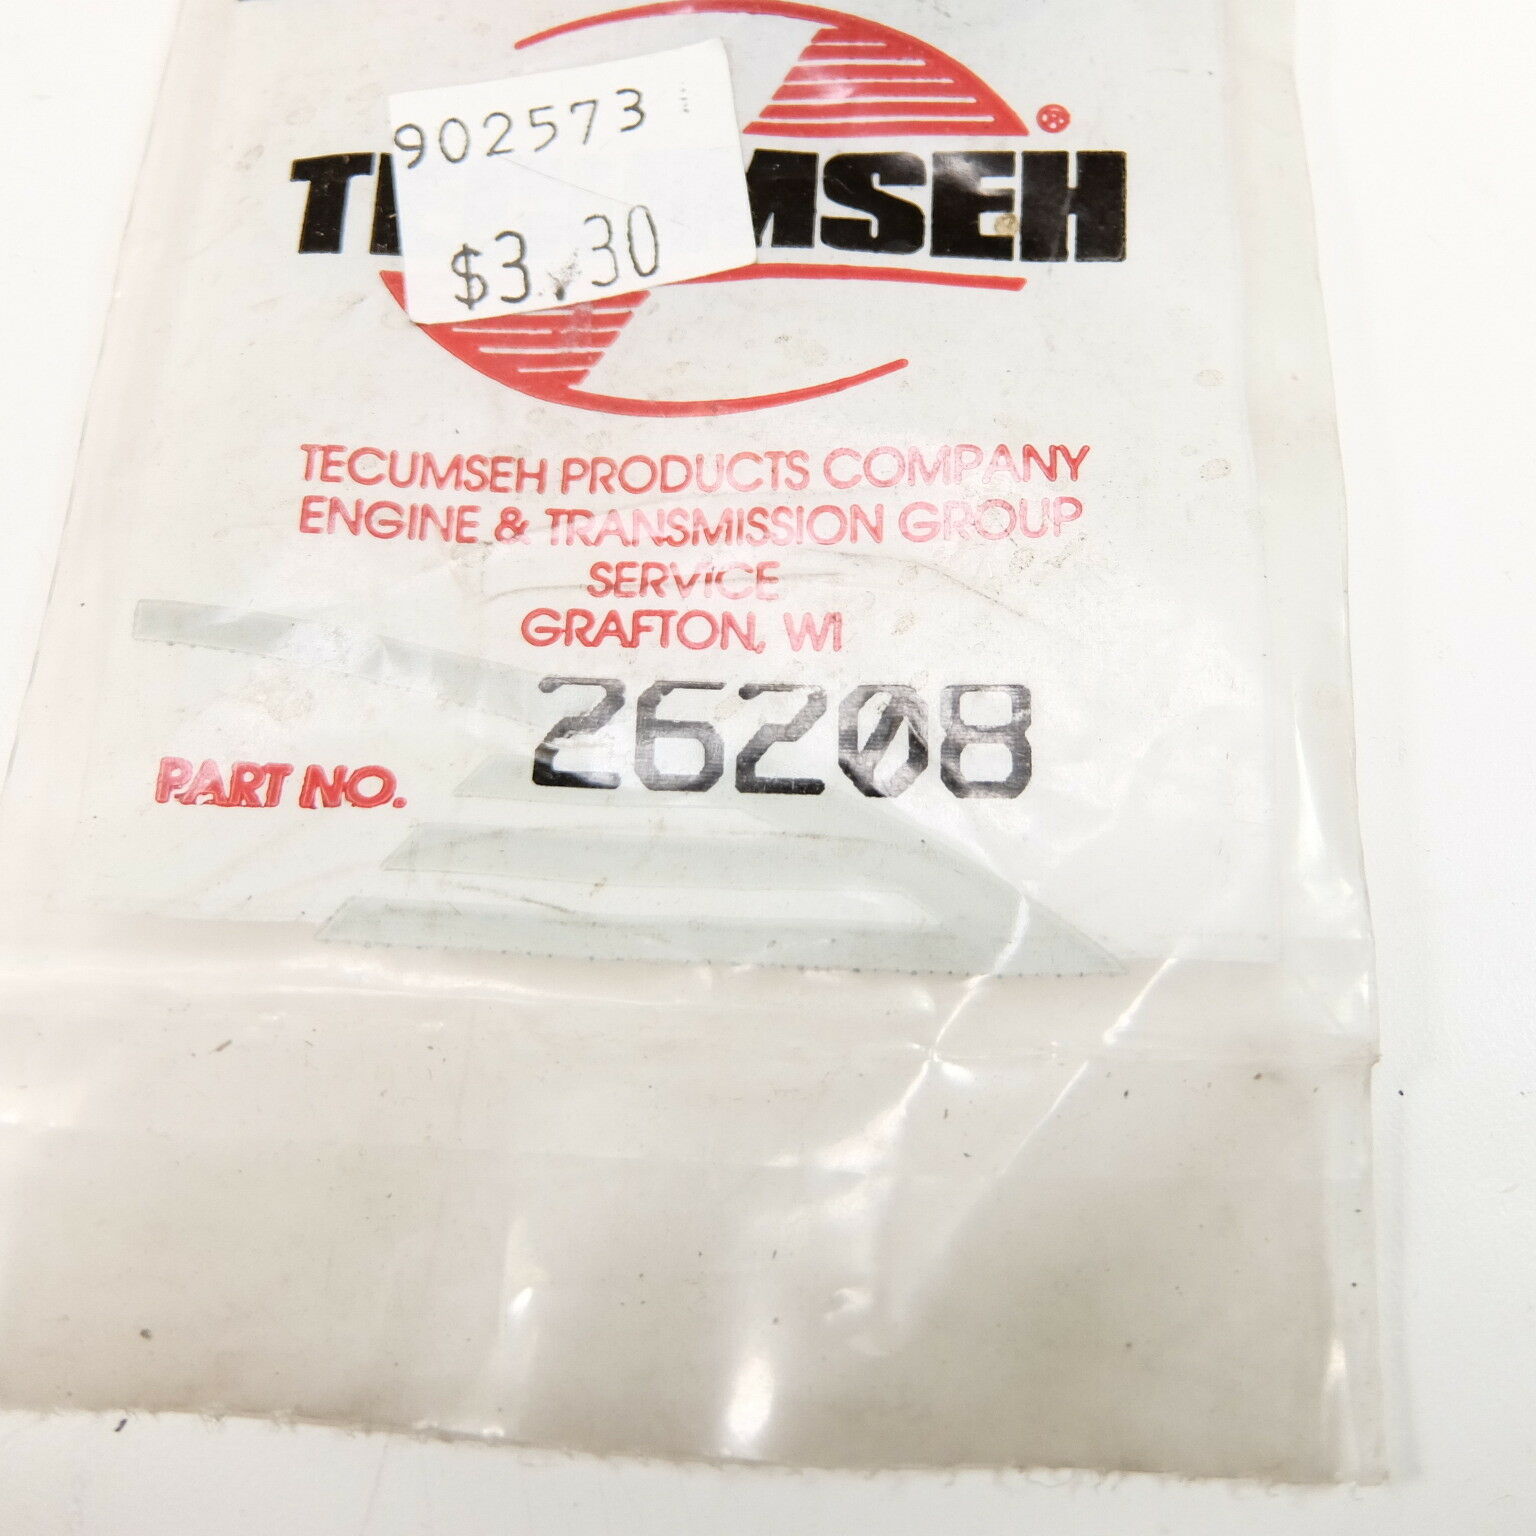 902573
$3.30
TECUMSEH
®
TECUMSEH PRODUCTS COMPANY
ENGINE & TRANSMISSION GROUP
SERVICE
GRAFTON, WI
PART NO. 26208